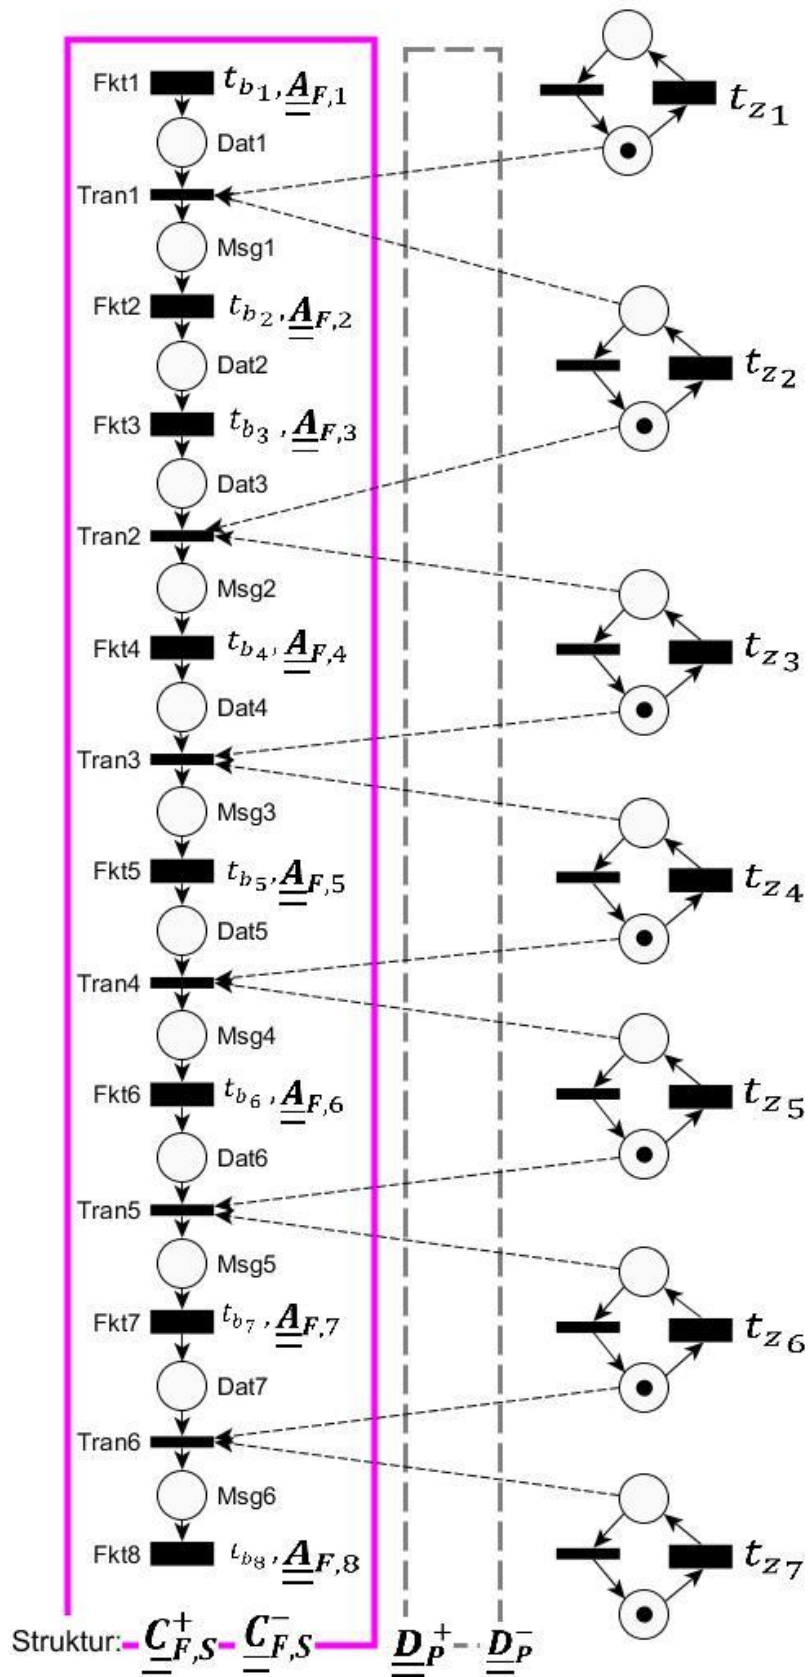 Fkt1 t_{b_1}, A_{F,1}
Dat1
t_{z_1}
Tran1
Msg1
Fkt2 t_{b_2}, A_{F,2}
Dat2
t_{z_2}
Fkt3 t_{b_3}, A_{F,3}
Dat3
Tran2
Msg2
Fkt4 t_{b_4}, A_{F,4}
t_{z_3}
Dat4
Tran3
Msg3
Fkt5 t_{b_5}, A_{F,5}
t_{z_4}
Dat5
Tran4
Msg4
Fkt6 t_{b_6}, A_{F,6}
t_{z_5}
Dat6
Tran5
Msg5
Fkt7 t_{b_7}, A_{F,7}
t_{z_6}
Dat7
Tran6
Msg6
Fkt8 t_{b_8}, A_{F,8}
t_{z_7}
Struktur: C^+_{F,S} C^-_{F,S} D^+_P D^-_P